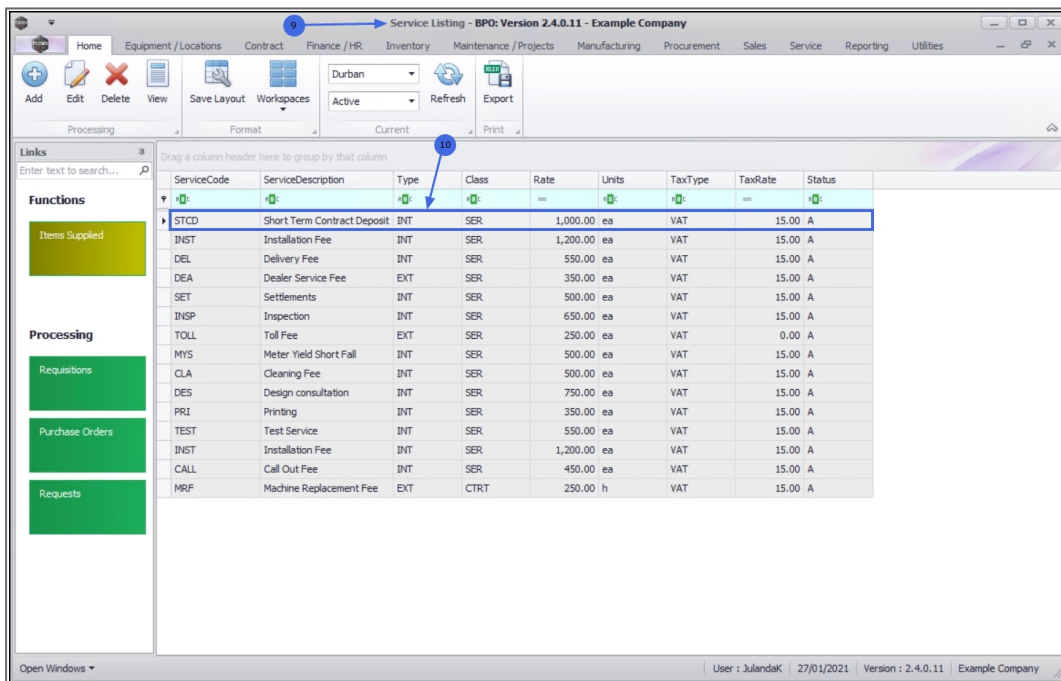 9
Service Listing - BPO: Version 2.4.0.11 - Example Company
Home Equipment / Locations Contract Finance / HR Inventory Maintenance / Projects Manufacturing Procurement Sales Service Reporting Utilities
Durban
Active
Add Edit Delete View Save Layout Workspaces Refresh Export
Processing Format Current Print
10
Links
Enter text to search...
Functions
Items Supplied
Processing
Requisitions
Purchase Orders
Requests
Drag a column header here to group by that column
ServiceCode ServiceDescription Type Class Rate Units TaxType TaxRate Status
STCD Short Term Contract Deposit INT SER 1,000.00 ea VAT 15.00 A
INST Installation Fee INT SER 1,200.00 ea VAT 15.00 A
DEL Delivery Fee INT SER 550.00 ea VAT 15.00 A
DEA Dealer Service Fee EXT SER 350.00 ea VAT 15.00 A
SET Settlements INT SER 500.00 ea VAT 15.00 A
INSP Inspection INT SER 650.00 ea VAT 15.00 A
TOLL Toll Fee EXT SER 250.00 ea VAT 0.00 A
MYS Meter Yield Short Fall INT SER 500.00 ea VAT 15.00 A
CLA Cleaning Fee INT SER 500.00 ea VAT 15.00 A
DES Design consultation INT SER 750.00 ea VAT 15.00 A
PRI Printing INT SER 350.00 ea VAT 15.00 A
TEST Test Service INT SER 550.00 ea VAT 15.00 A
INST Installation Fee INT SER 1,200.00 ea VAT 15.00 A
CALL Call Out Fee INT SER 450.00 ea VAT 15.00 A
MRF Machine Replacement Fee EXT CTRT 250.00 h VAT 15.00 A
Open Windows User : JulandaK 27/01/2021 Version : 2.4.0.11 Example Company